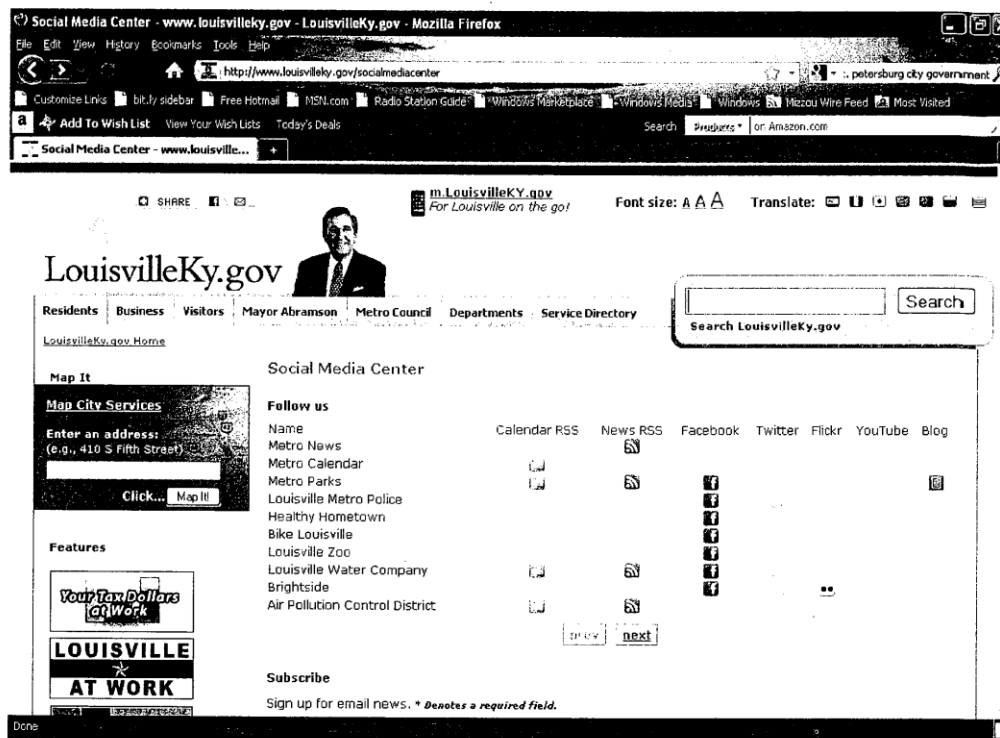 Social Media Center - www.louisvilleky.gov - LouisvilleKy.gov - Mozilla Firefox
File Edit View History Bookmarks Tools Help
http://www.louisvilleky.gov/socialmediacenter petersburg city government
Customize Links bit.ly sidebar Free Hotmail MSN.com Radio Station Guide Windows Marketplace Windows Media Windows Mizzou Wire Feed Most Visited
a Add To Wish List View Your Wish Lists Today's Deals Search Products on Amazon.com
Social Media Center - www.louisville... +
SHARE
m.LouisvilleKY.gov
For Louisville on the go!
Font size: A A A Translate:
LouisvilleKy.gov
Residents Business Visitors Mayor Abramson Metro Council Departments Service Directory
Search
Search LouisvilleKy.gov
LouisvilleKy.gov Home
Map It
Map City Services
Enter an address:
(e.g., 410 S Fifth Street)
Click... Map It!
Features
Your Tax Dollars
at Work
LOUISVILLE
AT WORK
Social Media Center
Follow us
Name Calendar RSS News RSS Facebook Twitter Flickr YouTube Blog
Metro News
Metro Calendar
Metro Parks
Louisville Metro Police
Healthy Hometown
Bike Louisville
Louisville Zoo
Louisville Water Company
Brightside
Air Pollution Control District
prev next
Subscribe
Sign up for email news. * Denotes a required field.
Done